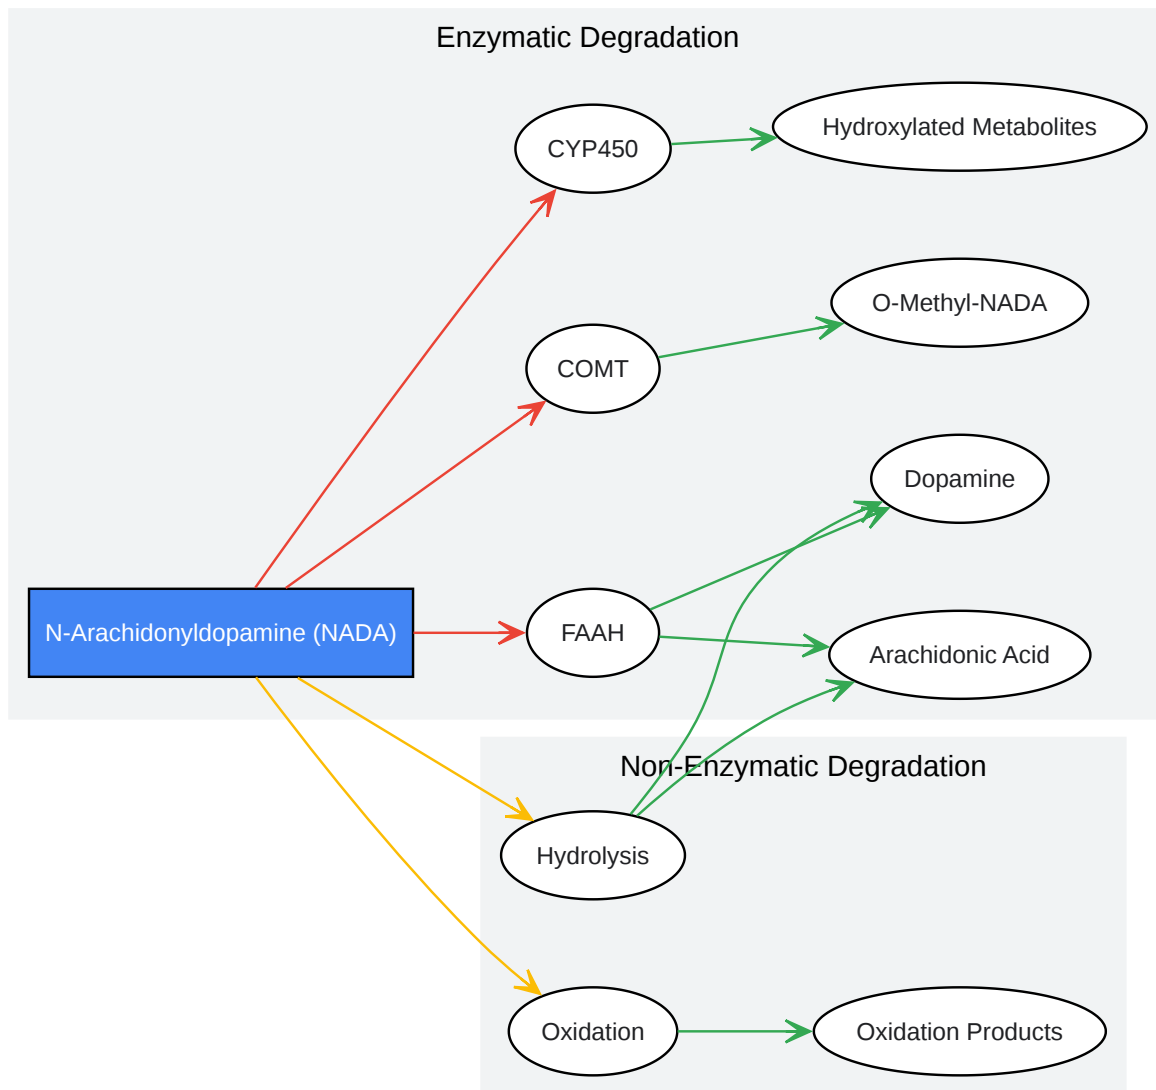 Enzymatic Degradation
CYP450
Hydroxylated Metabolites
O-Methyl-NADA
COMT
Dopamine
N-Arachidonyldopamine (NADA)
FAAH
Arachidonic Acid
Non-Enzymatic Degradation
Hydrolysis
Oxidation
Oxidation Products